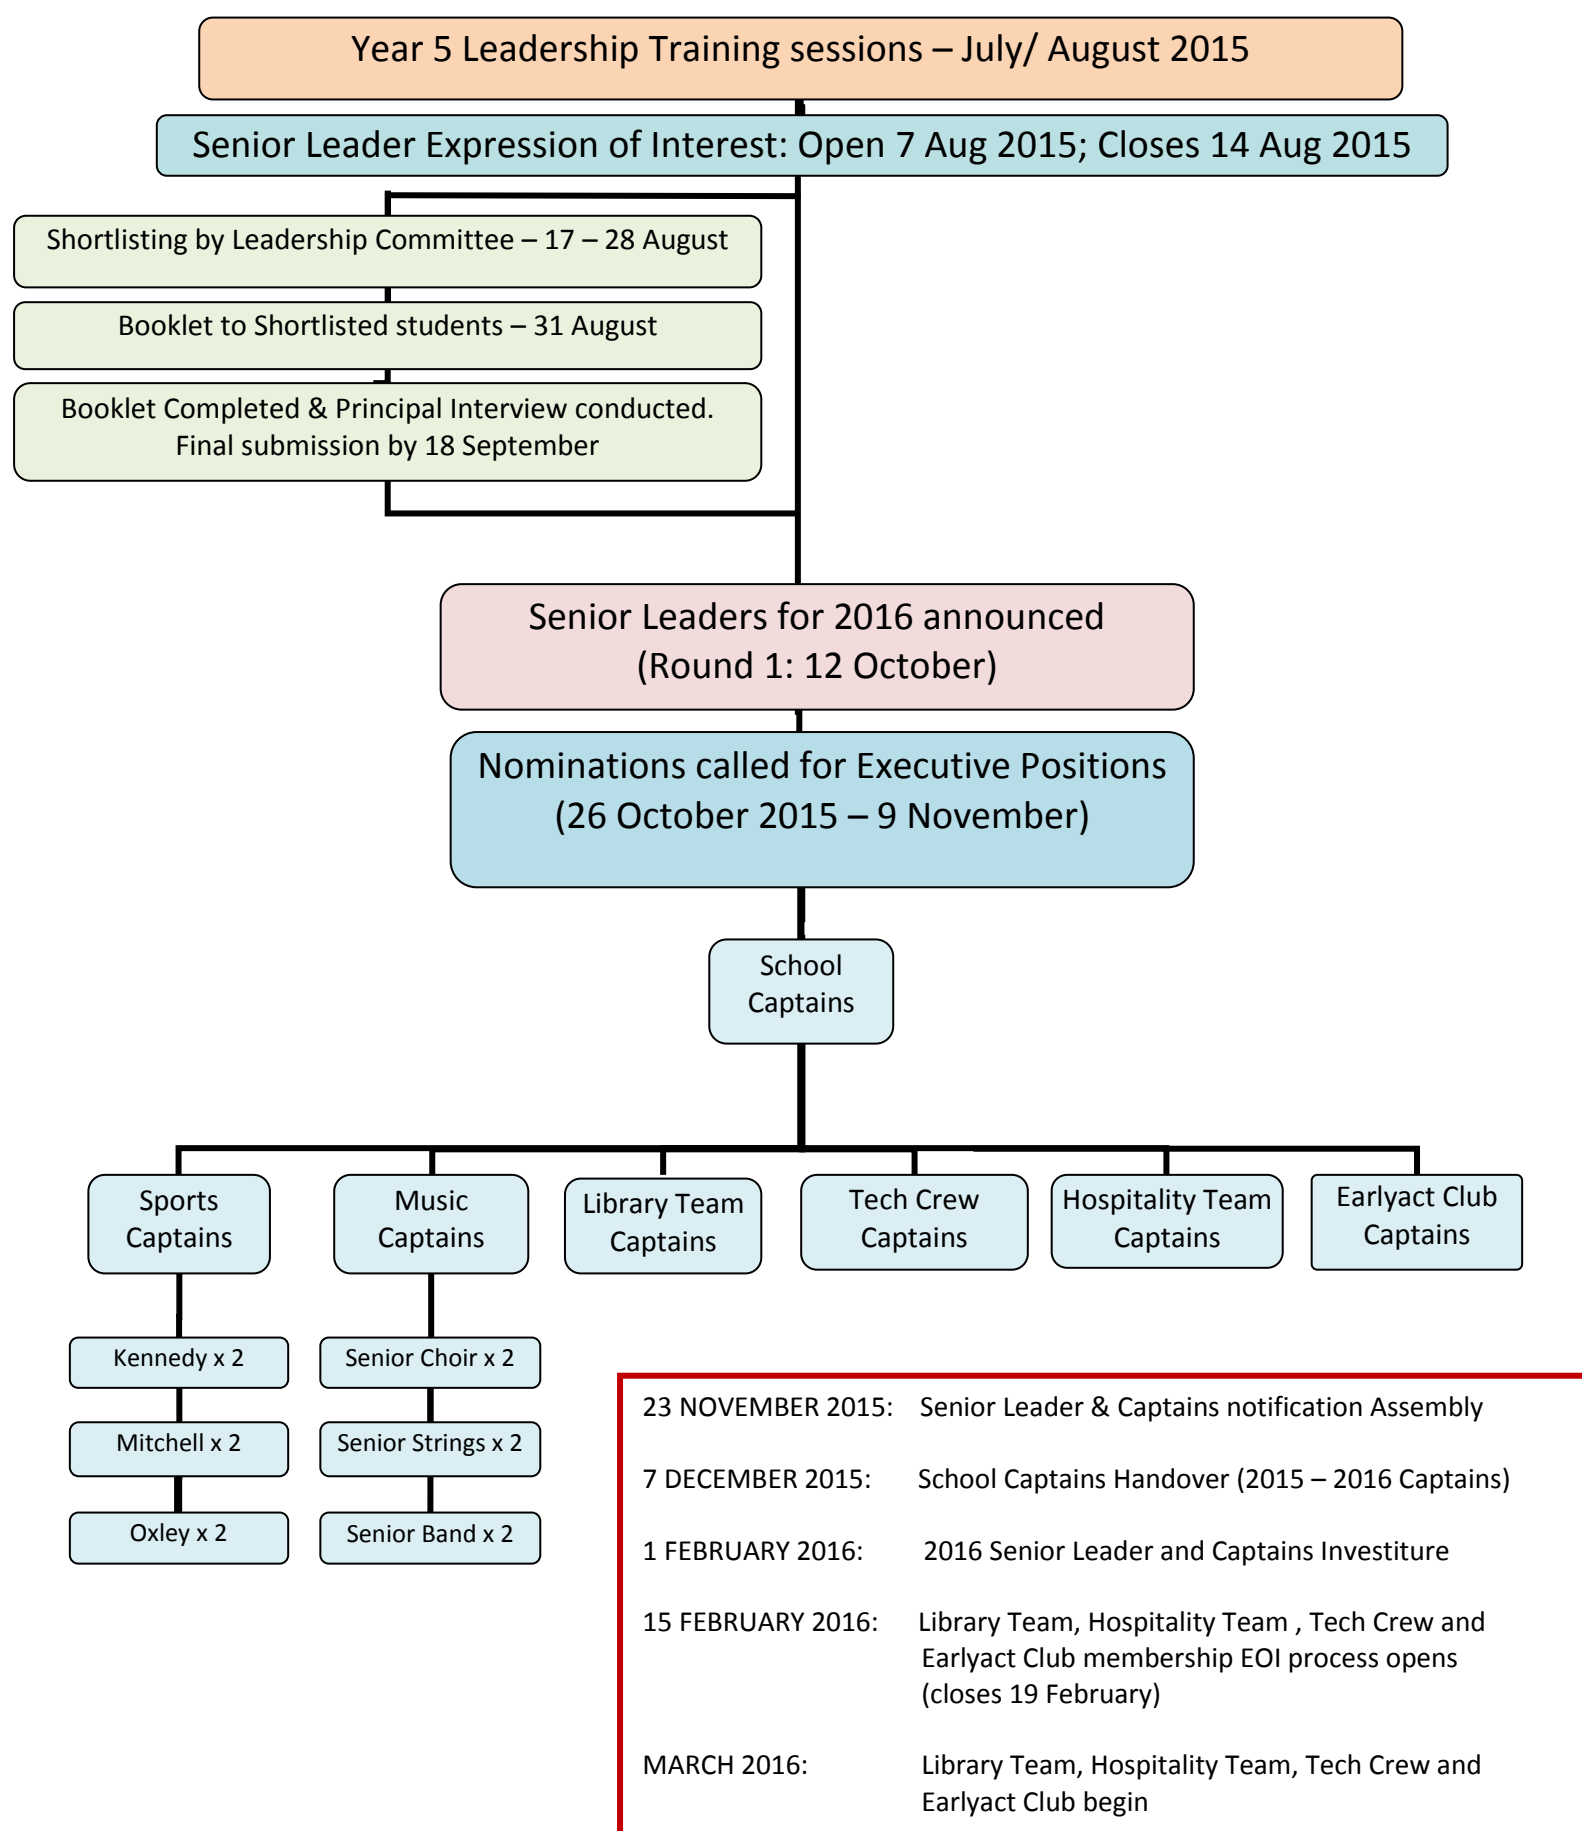 Year 5 Leadership Training sessions – July/ August 2015
Senior Leader Expression of Interest: Open 7 Aug 2015; Closes 14 Aug 2015
Shortlisting by Leadership Committee – 17 – 28 August
Booklet to Shortlisted students – 31 August
Booklet Completed & Principal Interview conducted.
Final submission by 18 September
Senior Leaders for 2016 announced
(Round 1: 12 October)
Nominations called for Executive Positions
(26 October 2015 – 9 November)
School
Captains
Sports
Captains
Music
Captains
Library Team
Captains
Tech Crew
Captains
Hospitality Team
Captains
Earlyact Club
Captains
Kennedy x 2
Mitchell x 2
Oxley x 2
Senior Choir x 2
Senior Strings x 2
Senior Band x 2
23 NOVEMBER 2015: Senior Leader & Captains notification Assembly
7 DECEMBER 2015: School Captains Handover (2015 – 2016 Captains)
1 FEBRUARY 2016: 2016 Senior Leader and Captains Investiture
15 FEBRUARY 2016: Library Team, Hospitality Team , Tech Crew and
Earlyact Club membership EOI process opens
(closes 19 February)
MARCH 2016: Library Team, Hospitality Team, Tech Crew and
Earlyact Club begin